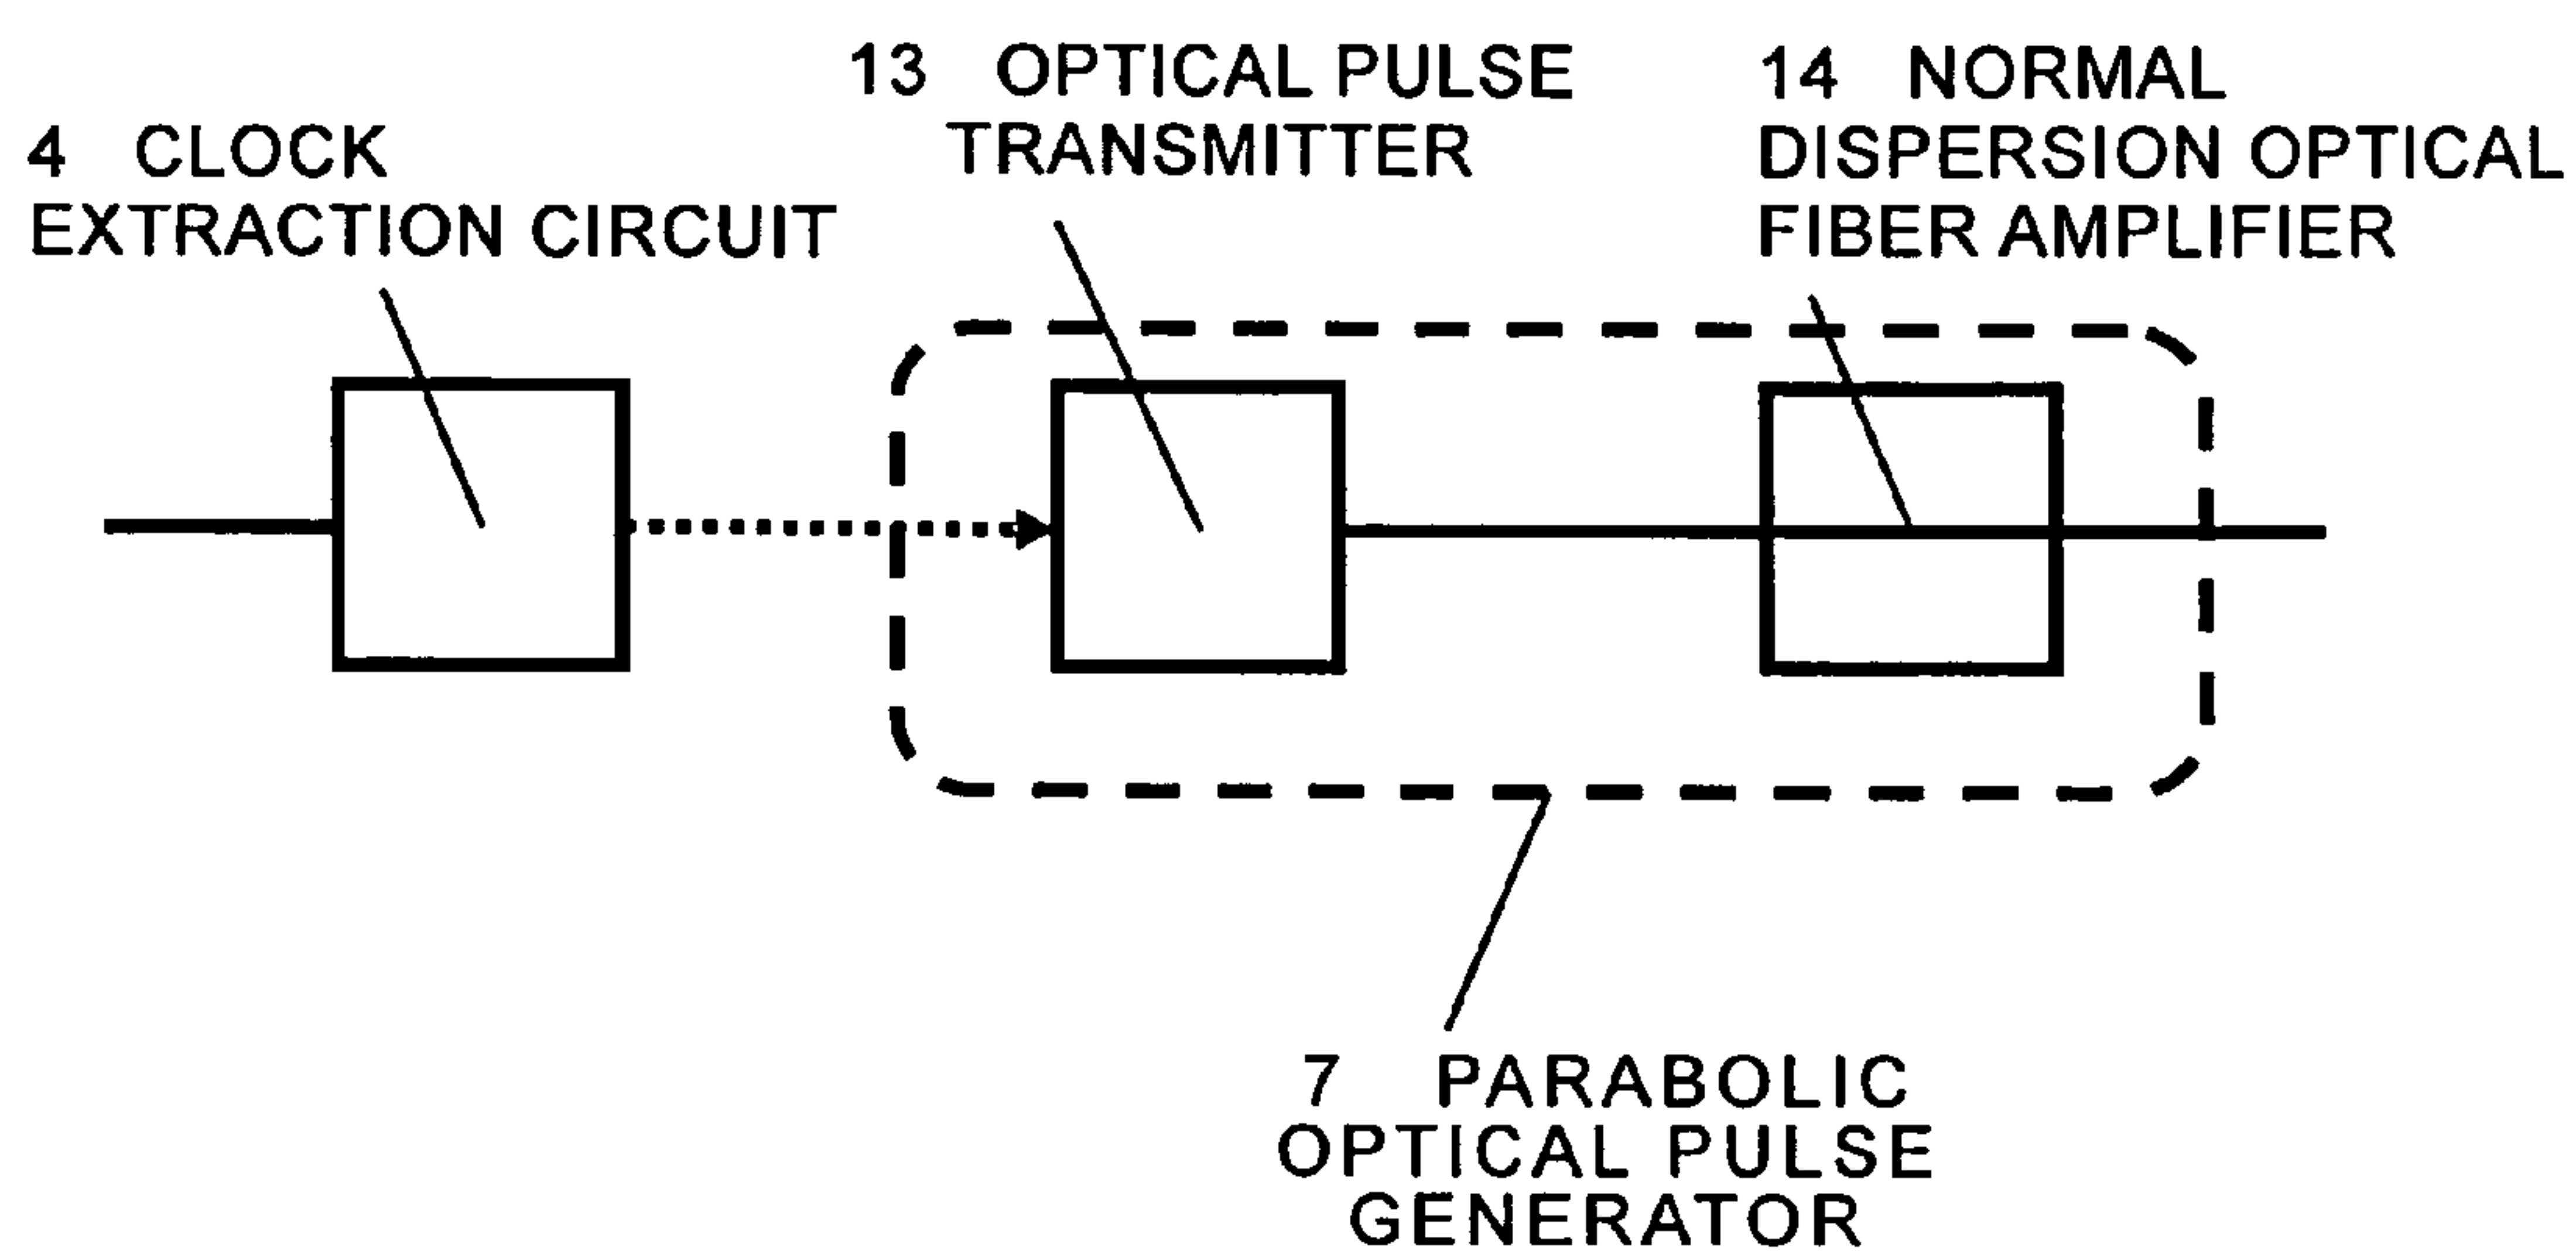 4 CLOCK
EXTRACTION CIRCUIT
13 OPTICAL PULSE
TRANSMITTER
14 NORMAL
DISPERSION OPTICAL
FIBER AMPLIFIER
7 PARABOLIC
OPTICAL PULSE
GENERATOR